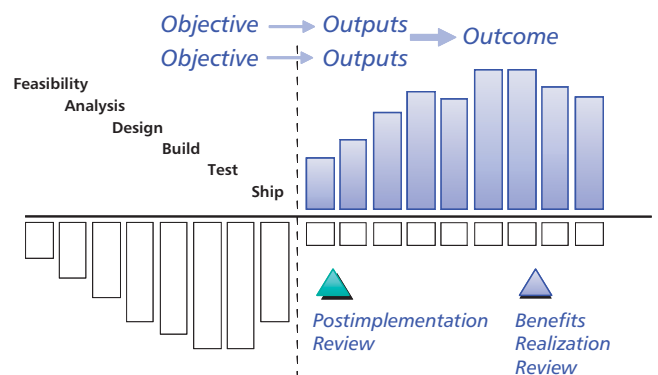 Objective Outputs
Outcome
Objective Outputs
Feasibility
Analysis
Design
Build
Test
Ship
Postimplementation
Review
Benefits
Realization
Review